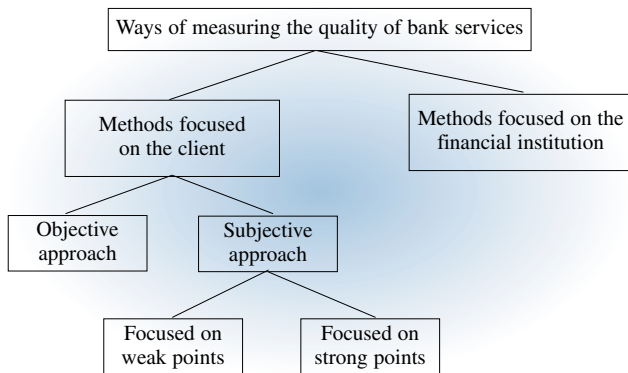 Ways of measuring the quality of bank services
Methods focused
on the client
Methods focused on the
financial institution
Objective
approach
Subjective
approach
Focused on
weak points
Focused on
strong points